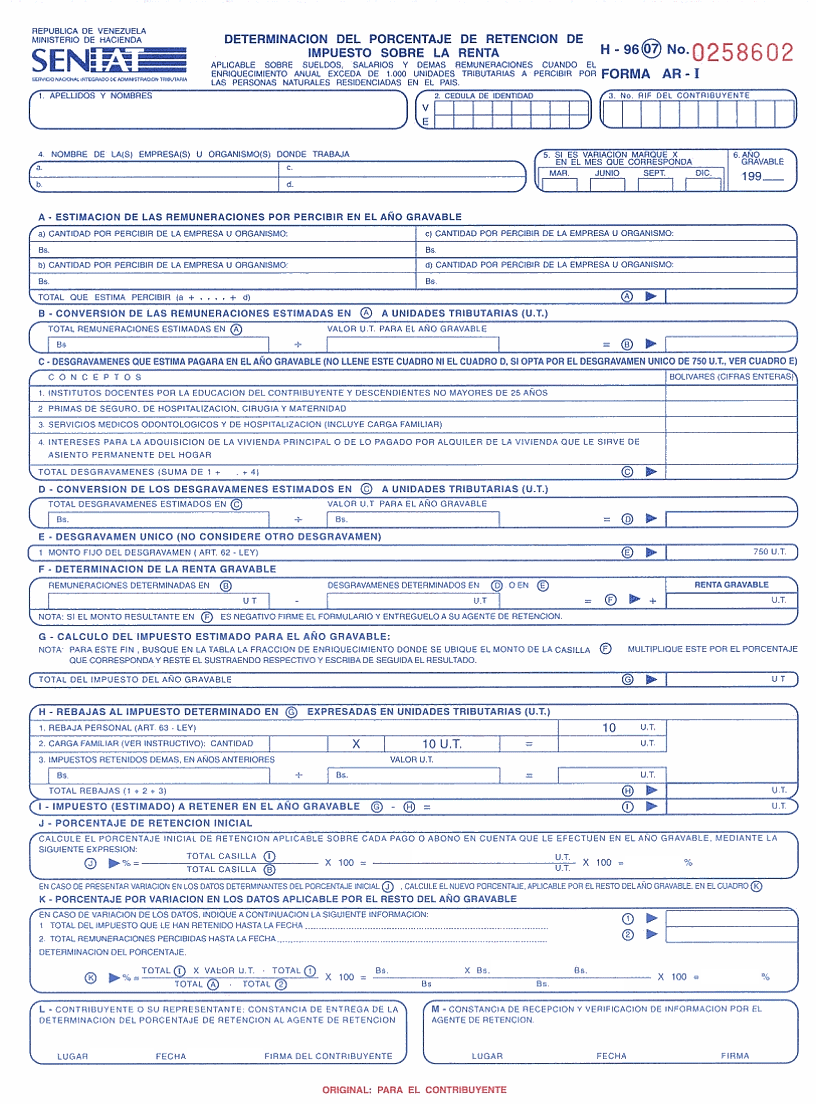 REPUBLICA DE VENEZUELA
MINISTERIO DE HACIENDA
SENIAT
SERVICIO NACIONAL INTEGRADO DE ADMINISTRACION TRIBUTARIA
DETERMINACION DEL PORCENTAJE DE RETENCION DE
IMPUESTO SOBRE LA RENTA
APLICABLE SOBRE SUELDOS, SALARIOS Y DEMAS REMUNERACIONES CUANDO EL
ENRIQUECIMIENTO ANUAL EXCEDA DE 1.000 UNIDADES TRIBUTARIAS A PERCIBIR POR
LAS PERSONAS NATURALES RESIDENCIADAS EN EL PAIS.
H - 96 07 No. 0258602
FORMA AR - I
1. APELLIDOS Y NOMBRES
2. CEDULA DE IDENTIDAD
V
E
3. No. RIF DEL CONTRIBUYENTE
4. NOMBRE DE LA(S) EMPRESA(S) U ORGANISMO(S) DONDE TRABAJA
a. c.
b. d.
5. SI ES VARIACION MARQUE X
EN EL MES QUE CORRESPONDA
MAR. JUNIO SEPT. DIC.
6. AÑO
GRAVABLE
199___
A - ESTIMACION DE LAS REMUNERACIONES POR PERCIBIR EN EL AÑO GRAVABLE
a) CANTIDAD POR PERCIBIR DE LA EMPRESA U ORGANISMO: c) CANTIDAD POR PERCIBIR DE LA EMPRESA U ORGANISMO:
Bs. Bs.
b) CANTIDAD POR PERCIBIR DE LA EMPRESA U ORGANISMO: d) CANTIDAD POR PERCIBIR DE LA EMPRESA U ORGANISMO:
Bs. Bs.
TOTAL QUE ESTIMA PERCIBIR (a + . . . . + d) A
B - CONVERSION DE LAS REMUNERACIONES ESTIMADAS EN A A UNIDADES TRIBUTARIAS (U.T.)
TOTAL REMUNERACIONES ESTIMADAS EN A VALOR U.T. PARA EL AÑO GRAVABLE
Bs ÷ = B
C - DESGRAVAMENES QUE ESTIMA PAGARA EN EL AÑO GRAVABLE (NO LLENE ESTE CUADRO NI EL CUADRO D, SI OPTA POR EL DESGRAVAMEN UNICO DE 750 U.T., VER CUADRO E)
C O N C E P T O S BOLIVARES (CIFRAS ENTERAS)
1. INSTITUTOS DOCENTES POR LA EDUCACION DEL CONTRIBUYENTE Y DESCENDIENTES NO MAYORES DE 25 AÑOS
2 PRIMAS DE SEGURO, DE HOSPITALIZACION, CIRUGIA Y MATERNIDAD
3. SERVICIOS MEDICOS ODONTOLOGICOS Y DE HOSPITALIZACION (INCLUYE CARGA FAMILIAR)
4. INTERESES PARA LA ADQUISICION DE LA VIVIENDA PRINCIPAL O DE LO PAGADO POR ALQUILER DE LA VIVIENDA QUE LE SIRVE DE
ASIENTO PERMANENTE DEL HOGAR
TOTAL DESGRAVAMENES (SUMA DE 1 + . + 4) C
D - CONVERSION DE LOS DESGRAVAMENES ESTIMADOS EN C A UNIDADES TRIBUTARIAS (U.T.)
TOTAL DESGRAVAMENES ESTIMADOS EN C VALOR U.T PARA EL AÑO GRAVABLE
Bs. ÷ Bs. = D
E - DESGRAVAMEN UNICO (NO CONSIDERE OTRO DESGRAVAMEN)
1 MONTO FIJO DEL DESGRAVAMEN ( ART. 62 - LEY) E 750 U.T.
F - DETERMINACION DE LA RENTA GRAVABLE
REMUNERACIONES DETERMINADAS EN B DESGRAVAMENES DETERMINADOS EN D O EN E RENTA GRAVABLE
U T - U.T = F + U.T.
NOTA: SI EL MONTO RESULTANTE EN F ES NEGATIVO FIRME EL FORMULARIO Y ENTREGUELO A SU AGENTE DE RETENCION.
G - CALCULO DEL IMPUESTO ESTIMADO PARA EL AÑO GRAVABLE:
NOTA: PARA ESTE FIN , BUSQUE EN LA TABLA LA FRACCION DE ENRIQUECIMIENTO DONDE SE UBIQUE EL MONTO DE LA CASILLA F MULTIPLIQUE ESTE POR EL PORCENTAJE
QUE CORRESPONDA Y RESTE EL SUSTRAENDO RESPECTIVO Y ESCRIBA DE SEGUIDA EL RESULTADO.
TOTAL DEL IMPUESTO DEL AÑO GRAVABLE G U T
H - REBAJAS AL IMPUESTO DETERMINADO EN G EXPRESADAS EN UNIDADES TRIBUTARIAS (U.T.)
1. REBAJA PERSONAL (ART. 63 - LEY) 10 U.T.
2. CARGA FAMILIAR (VER INSTRUCTIVO): CANTIDAD X 10 U.T. = U.T.
3. IMPUESTOS RETENIDOS DEMAS, EN AÑOS ANTERIORES VALOR U.T.
Bs. ÷ Bs. = U.T.
TOTAL REBAJAS (1 + 2 + 3) H U.T.
I - IMPUESTO (ESTIMADO) A RETENER EN EL AÑO GRAVABLE G - H = I U.T.
J - PORCENTAJE DE RETENCION INICIAL
CALCULE EL PORCENTAJE INICIAL DE RETENCION APLICABLE SOBRE CADA PAGO O ABONO EN CUENTA QUE LE EFECTUEN EN EL AÑO GRAVABLE, MEDIANTE LA
SIGUIENTE EXPRESION:
TOTAL CASILLA I U.T.
J % = X 100 = X 100 = %
TOTAL CASILLA B U.T.
EN CASO DE PRESENTAR VARIACION EN LOS DATOS DETERMINANTES DEL PORCENTAJE INICIAL J , CALCULE EL NUEVO PORCENTAJE, APLICABLE POR EL RESTO DEL AÑO GRAVABLE. EN EL CUADRO K
K - PORCENTAJE POR VARIACION EN LOS DATOS APLICABLE POR EL RESTO DEL AÑO GRAVABLE
EN CASO DE VARIACION DE LOS DATOS, INDIQUE A CONTINUACION LA SIGUIENTE INFORMACION:
1 TOTAL DEL IMPUESTO QUE LE HAN RETENIDO HASTA LA FECHA 1
2. TOTAL REMUNERACIONES PERCIBIDAS HASTA LA FECHA 2
DETERMINACION DEL PORCENTAJE.
TOTAL I X VALOR U.T. - TOTAL 1 Bs. X Bs. Bs.
K % = X 100 = X 100 = %
TOTAL A - TOTAL 2 Bs Bs.
L - CONTRIBUYENTE O SU REPRESENTANTE: CONSTANCIA DE ENTREGA DE LA
DETERMINACION DEL PORCENTAJE DE RETENCION AL AGENTE DE RETENCION
LUGAR FECHA FIRMA DEL CONTRIBUYENTE
M - CONSTANCIA DE RECEPCION Y VERIFICACION DE INFORMACION POR EL
AGENTE DE RETENCION.
LUGAR FECHA FIRMA
ORIGINAL: PARA EL CONTRIBUYENTE